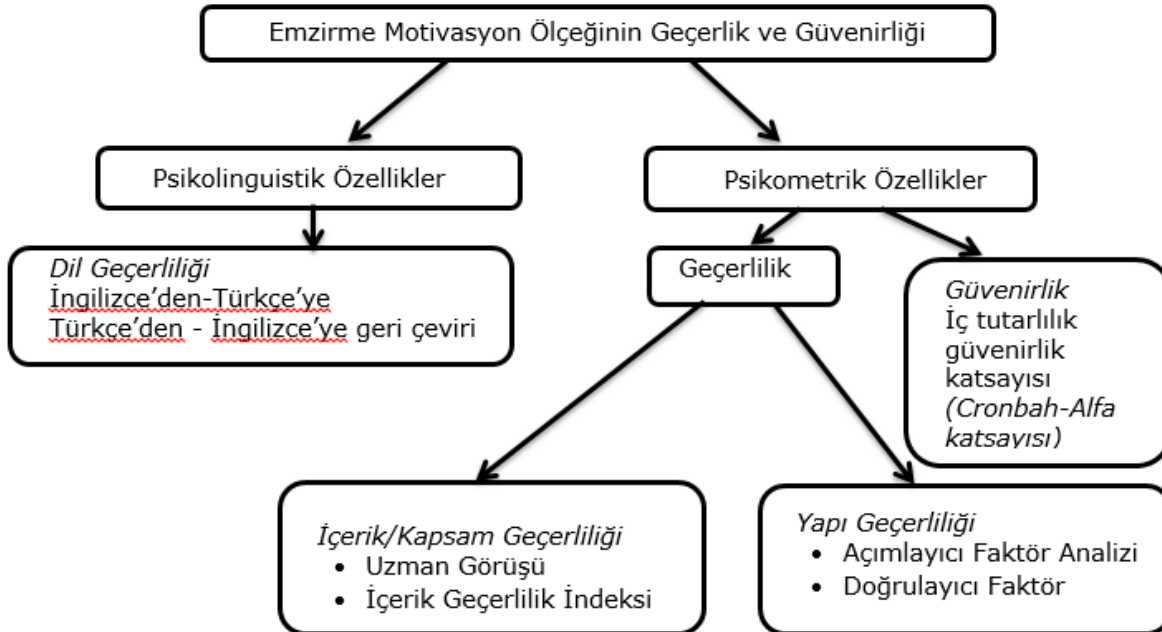 Emzirme Motivasyon Ölçeğinin Geçerlik ve Güvenirliği
Psikolinguistik Özellikler
Psikometrik Özellikler
Dil Geçerliliği
İngilizce’den-Türkçe’ye
Türkçe’den - İngilizce’ye geri çeviri
Geçerlilik
Güvenirlik
İç tutarlılık
güvenirlik
katsayısı
(Cronbah-Alfa
katsayısı)
İçerik/Kapsam Geçerliliği
• Uzman Görüşü
• İçerik Geçerlilik İndeksi
Yapı Geçerliliği
• Açımlayıcı Faktör Analizi
• Doğrulayıcı Faktör